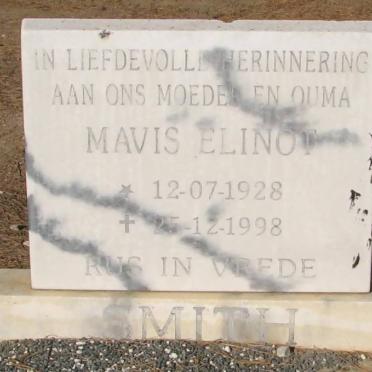 IN LIEFDEVOLLE HERINNERING
AAN ONS MOEDER EN OUMA
MAVIS ELINOT
* 12-07-1928
✝ 25-12-1998
RUS IN VREDE
SMITH